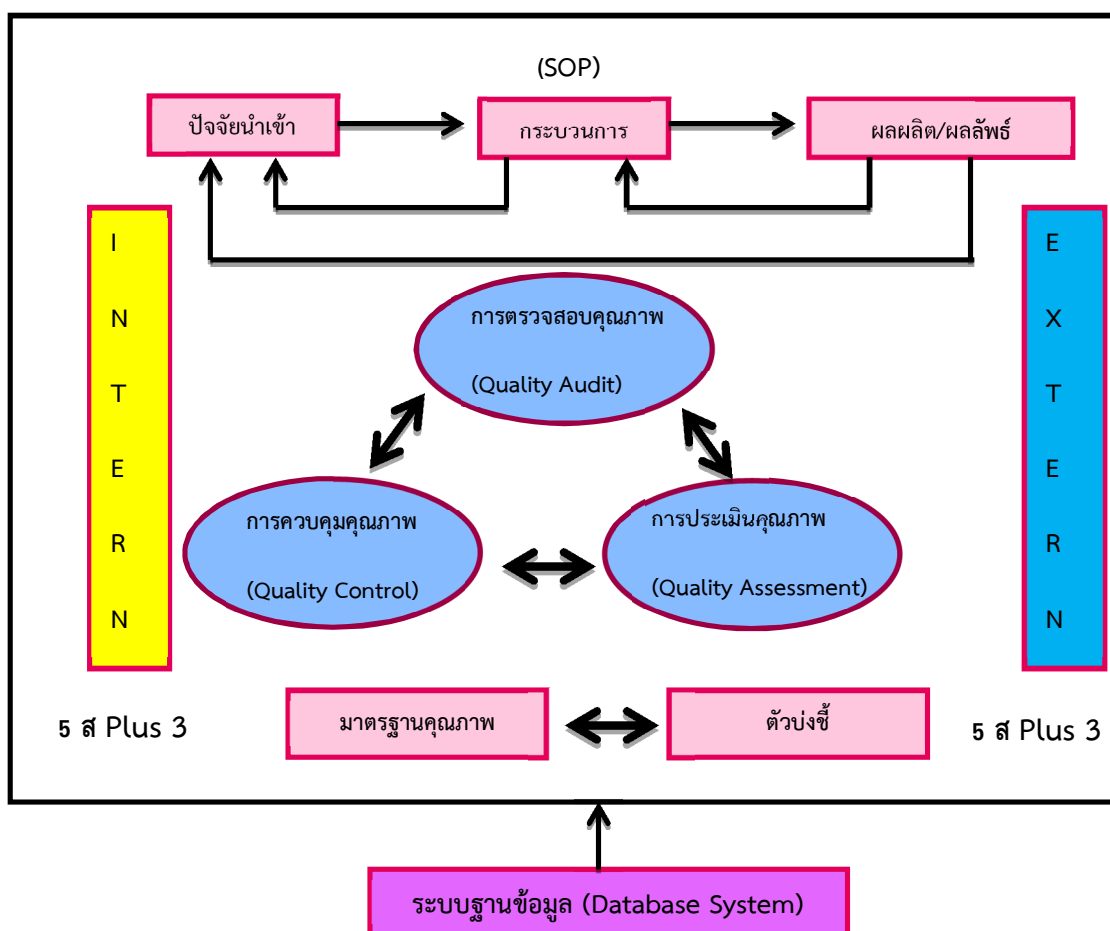 (SOP)
ปัจจัยนำเข้า
กระบวนการ
ผลผลิต/ผลลัพธ์
I
N
T
E
R
N
E
X
T
E
R
N
การตรวจสอบคุณภาพ
(Quality Audit)
การควบคุมคุณภาพ
(Quality Control)
การประเมินคุณภาพ
(Quality Assessment)
5 ส Plus 3
มาตรฐานคุณภาพ
ตัวบ่งชี้
5 ส Plus 3
ระบบฐานข้อมูล (Database System)